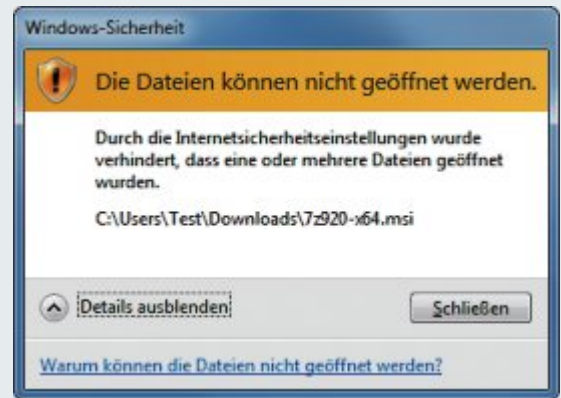 Windows-Sicherheit
Die Dateien können nicht geöffnet werden.
Durch die Internetsicherheitseinstellungen wurde
verhindert, dass eine oder mehrere Dateien geöffnet
wurden.
C:\Users\Test\Downloads\7z920-x64.msi
Details ausblenden
Schließen
Warum können die Dateien nicht geöffnet werden?